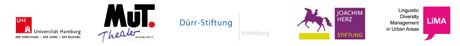 UH
Universität Hamburg
DER FORSCHUNG | DER LEHRE | DER BILDUNG
MuT.
Theater
Dürr-Stiftung
Hamburg
JOACHIM
HERZ
STIFTUNG
Linguistic
Diversity
Management
in Urban Areas
LiMA